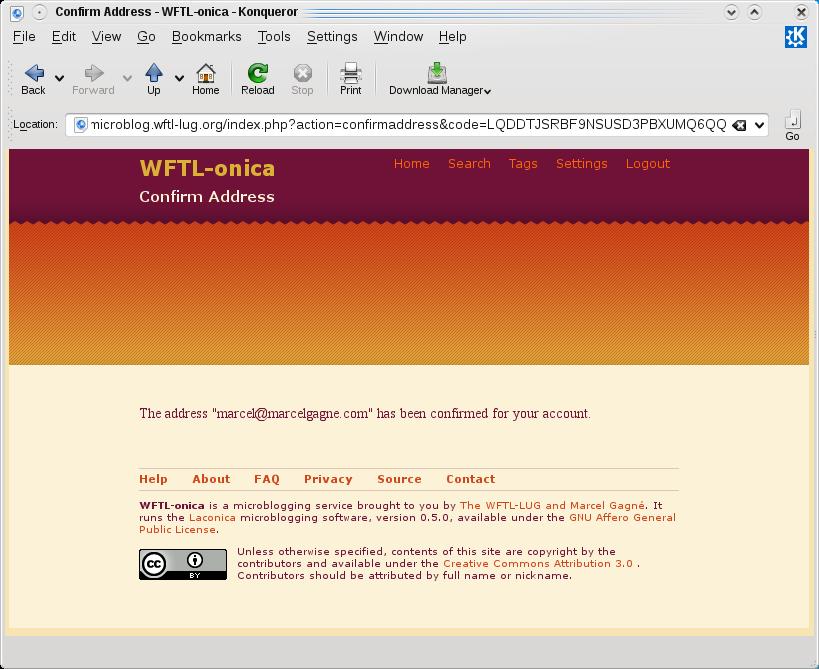 Confirm Address - WFTL-onica - Konqueror
File Edit View Go Bookmarks Tools Settings Window Help
Back Forward Up Home Reload Stop Print Download Manager
Location: microblog.wftl-lug.org/index.php?action=confirmaddress&code=LQDDTJSRBF9NSUSD3PBXUMQ6QQ Go
WFTL-onica
Home Search Tags Settings Logout
Confirm Address
The address "marcel@marcelgagne.com" has been confirmed for your account.
Help About FAQ Privacy Source Contact
WFTL-onica is a microblogging service brought to you by The WFTL-LUG and Marcel Gagné. It
runs the Laconica microblogging software, version 0.5.0, available under the GNU Affero General
Public License.
cc BY
Unless otherwise specified, contents of this site are copyright by the
contributors and available under the Creative Commons Attribution 3.0 .
Contributors should be attributed by full name or nickname.